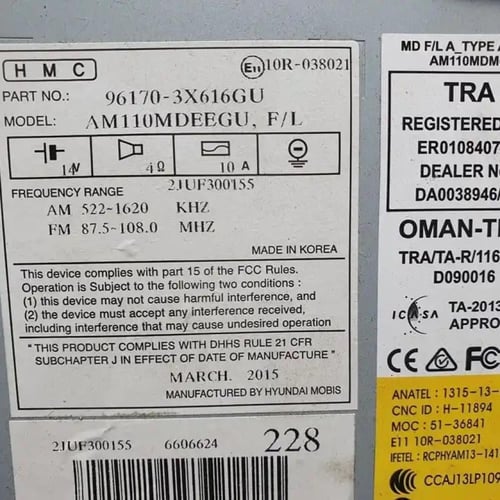 HMC
E11 10R-038021
PART NO.: 96170-3X616GU
MODEL: AM110MDEEGU, F/L
14V 4Ω 10 A
2JUF300155
FREQUENCY RANGE
AM 522~1620 KHZ
FM 87.5~108.0 MHZ
MADE IN KOREA
This device complies with part 15 of the FCC Rules.
Operation is Subject to the following two conditions :
(1) this device may not cause harmful interference, and
(2) the device must accept any interference received,
including interference that may cause undesired operation
" THIS PRODUCT COMPLIES WITH DHHS RULE 21 CFR
SUBCHAPTER J IN EFFECT OF DATE OF MANUFACTURE "
MARCH. 2015
MANUFACTURED BY HYUNDAI MOBIS
2JUF300155 6606624 228
MD F/L A_TYPE
AM110MDM
TRA
REGISTERED
ER0108407
DEALER N
DA0038946/
OMAN-T
TRA/TA-R/116
D090016
ICASA TA-2013
APPRO
CE
ANATEL : 1315-13-
CNC ID : H-11894
MOC : 51-36841
E11 10R-038021
IFETEL : RCPHYAM13-141
CCC CCAJ13LP109